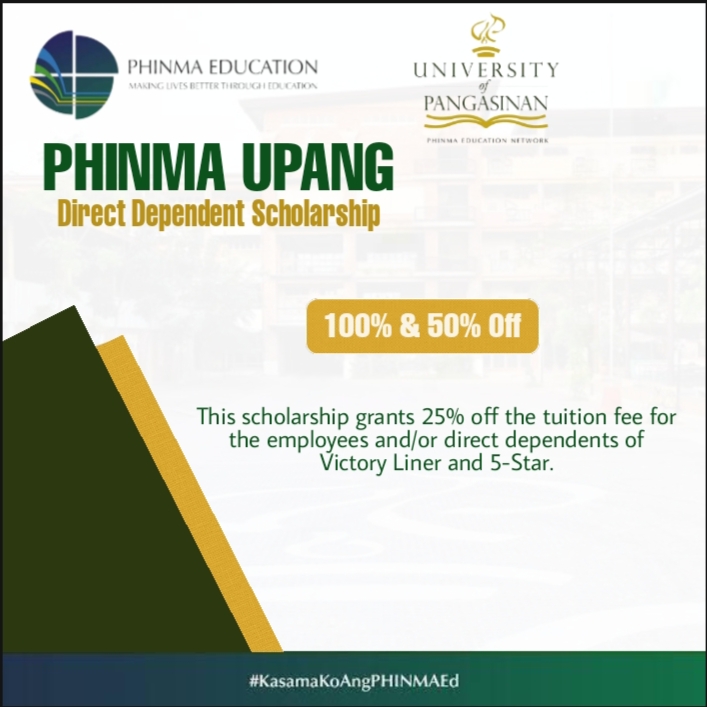 PHINMA EDUCATION
MAKING LIVES BETTER THROUGH EDUCATION
UNIVERSITY
of
PANGASINAN
PHINMA EDUCATION NETWORK
PHINMA UPANG
Direct Dependent Scholarship
100% & 50% Off
This scholarship grants 25% off the tuition fee for
the employees and/or direct dependents of
Victory Liner and 5-Star.
#KasamaKoAngPHINMAEd